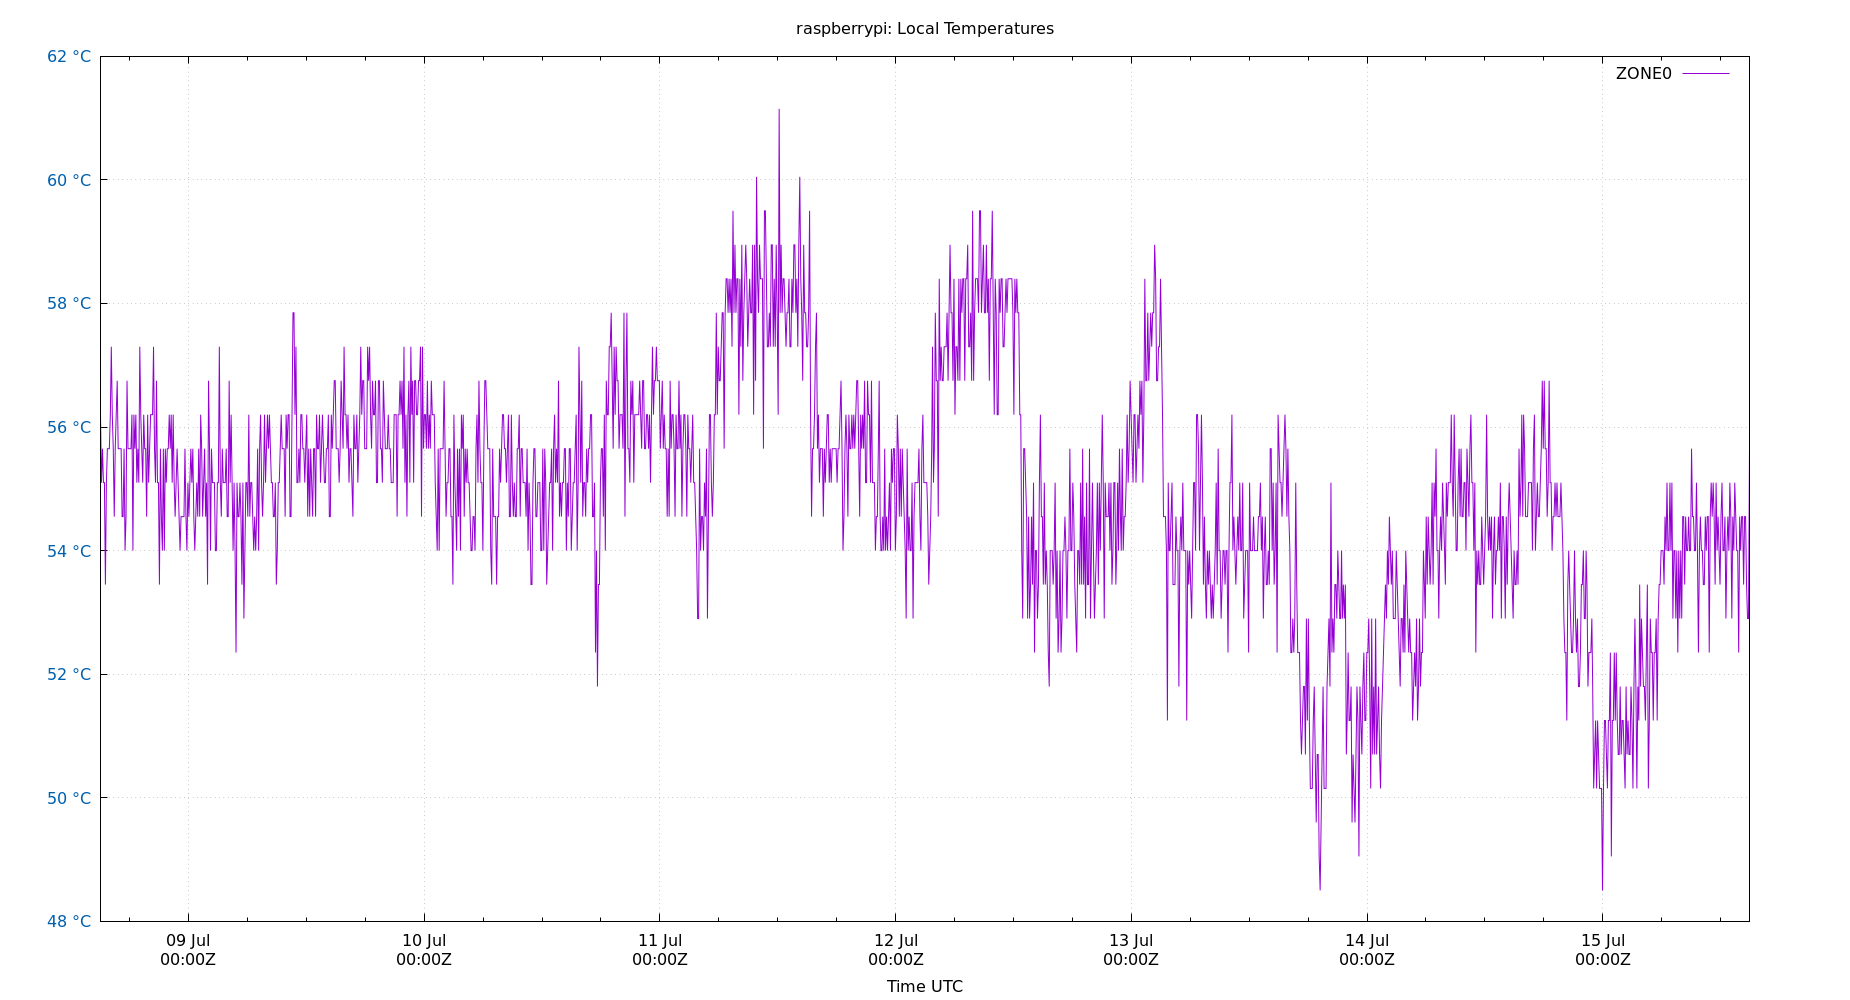 raspberrypi: Local Temperatures
62 °C
ZONE0
60 °C
58 °C
56 °C
54 °C
52 °C
50 °C
48 °C
09 Jul 10 Jul 11 Jul 12 Jul 13 Jul 14 Jul 15 Jul
00:00Z 00:00Z 00:00Z 00:00Z 00:00Z 00:00Z 00:00Z
Time UTC